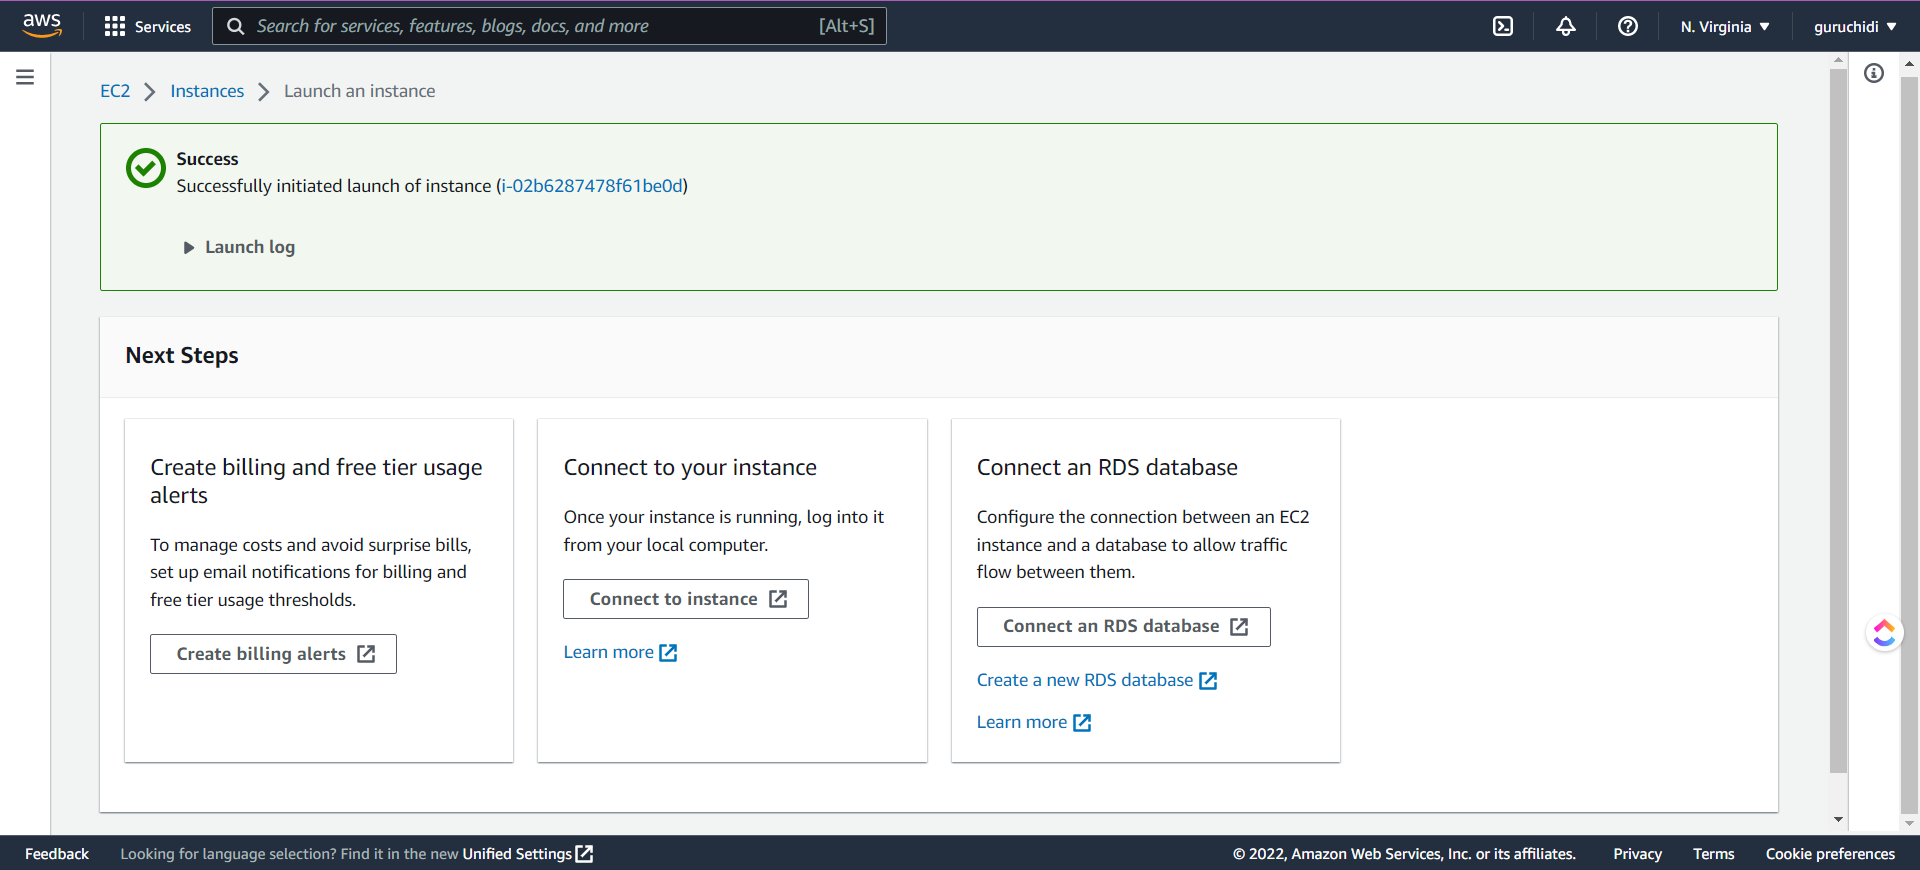 aws
Services
Search for services, features, blogs, docs, and more [Alt+S]
N. Virginia
guruchidi
EC2 Instances Launch an instance
Success
Successfully initiated launch of instance (i-02b6287478f61be0d)
Launch log
Next Steps
Create billing and free tier usage
alerts
To manage costs and avoid surprise bills,
set up email notifications for billing and
free tier usage thresholds.
Create billing alerts
Connect to your instance
Once your instance is running, log into it
from your local computer.
Connect to instance
Learn more
Connect an RDS database
Configure the connection between an EC2
instance and a database to allow traffic
flow between them.
Connect an RDS database
Create a new RDS database
Learn more
Feedback
Looking for language selection? Find it in the new Unified Settings
© 2022, Amazon Web Services, Inc. or its affiliates.
Privacy
Terms
Cookie preferences